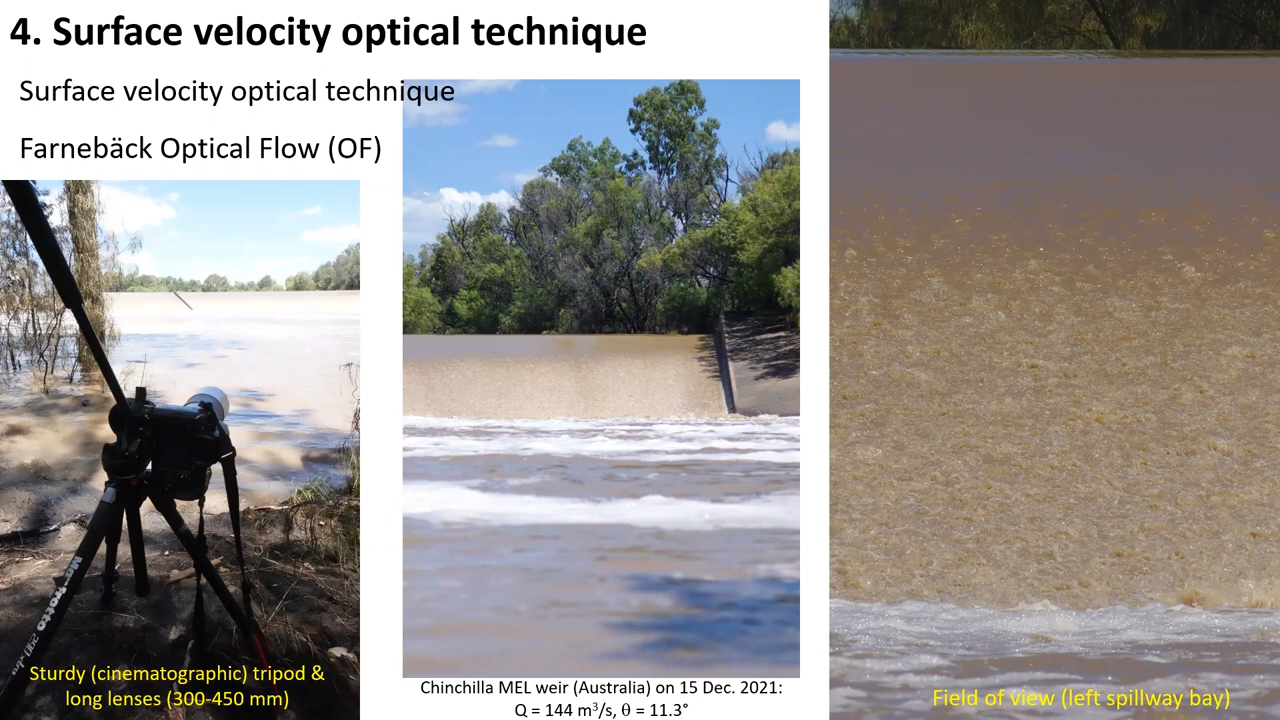 4. Surface velocity optical technique
Surface velocity optical technique
Farnebäck Optical Flow (OF)
Manfrotto
Sturdy (cinematographic) tripod &
long lenses (300-450 mm)
Chinchilla MEL weir (Australia) on 15 Dec. 2021:
Q = 144 m³/s, θ = 11.3°
Field of view (left spillway bay)